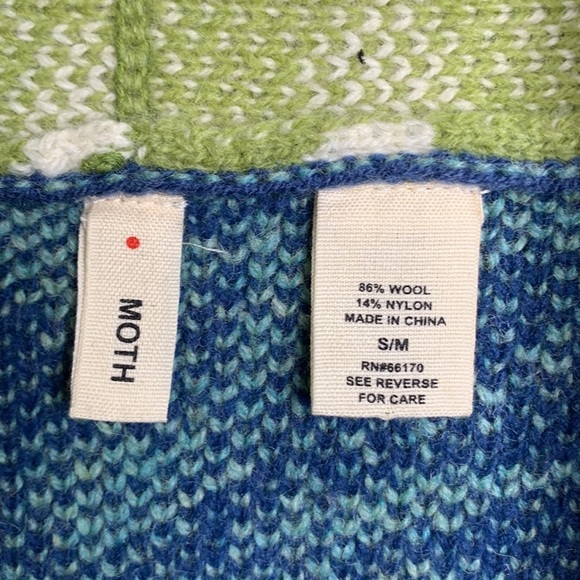 MOTH
86% WOOL
14% NYLON
MADE IN CHINA
S/M
RN#66170
SEE REVERSE
FOR CARE